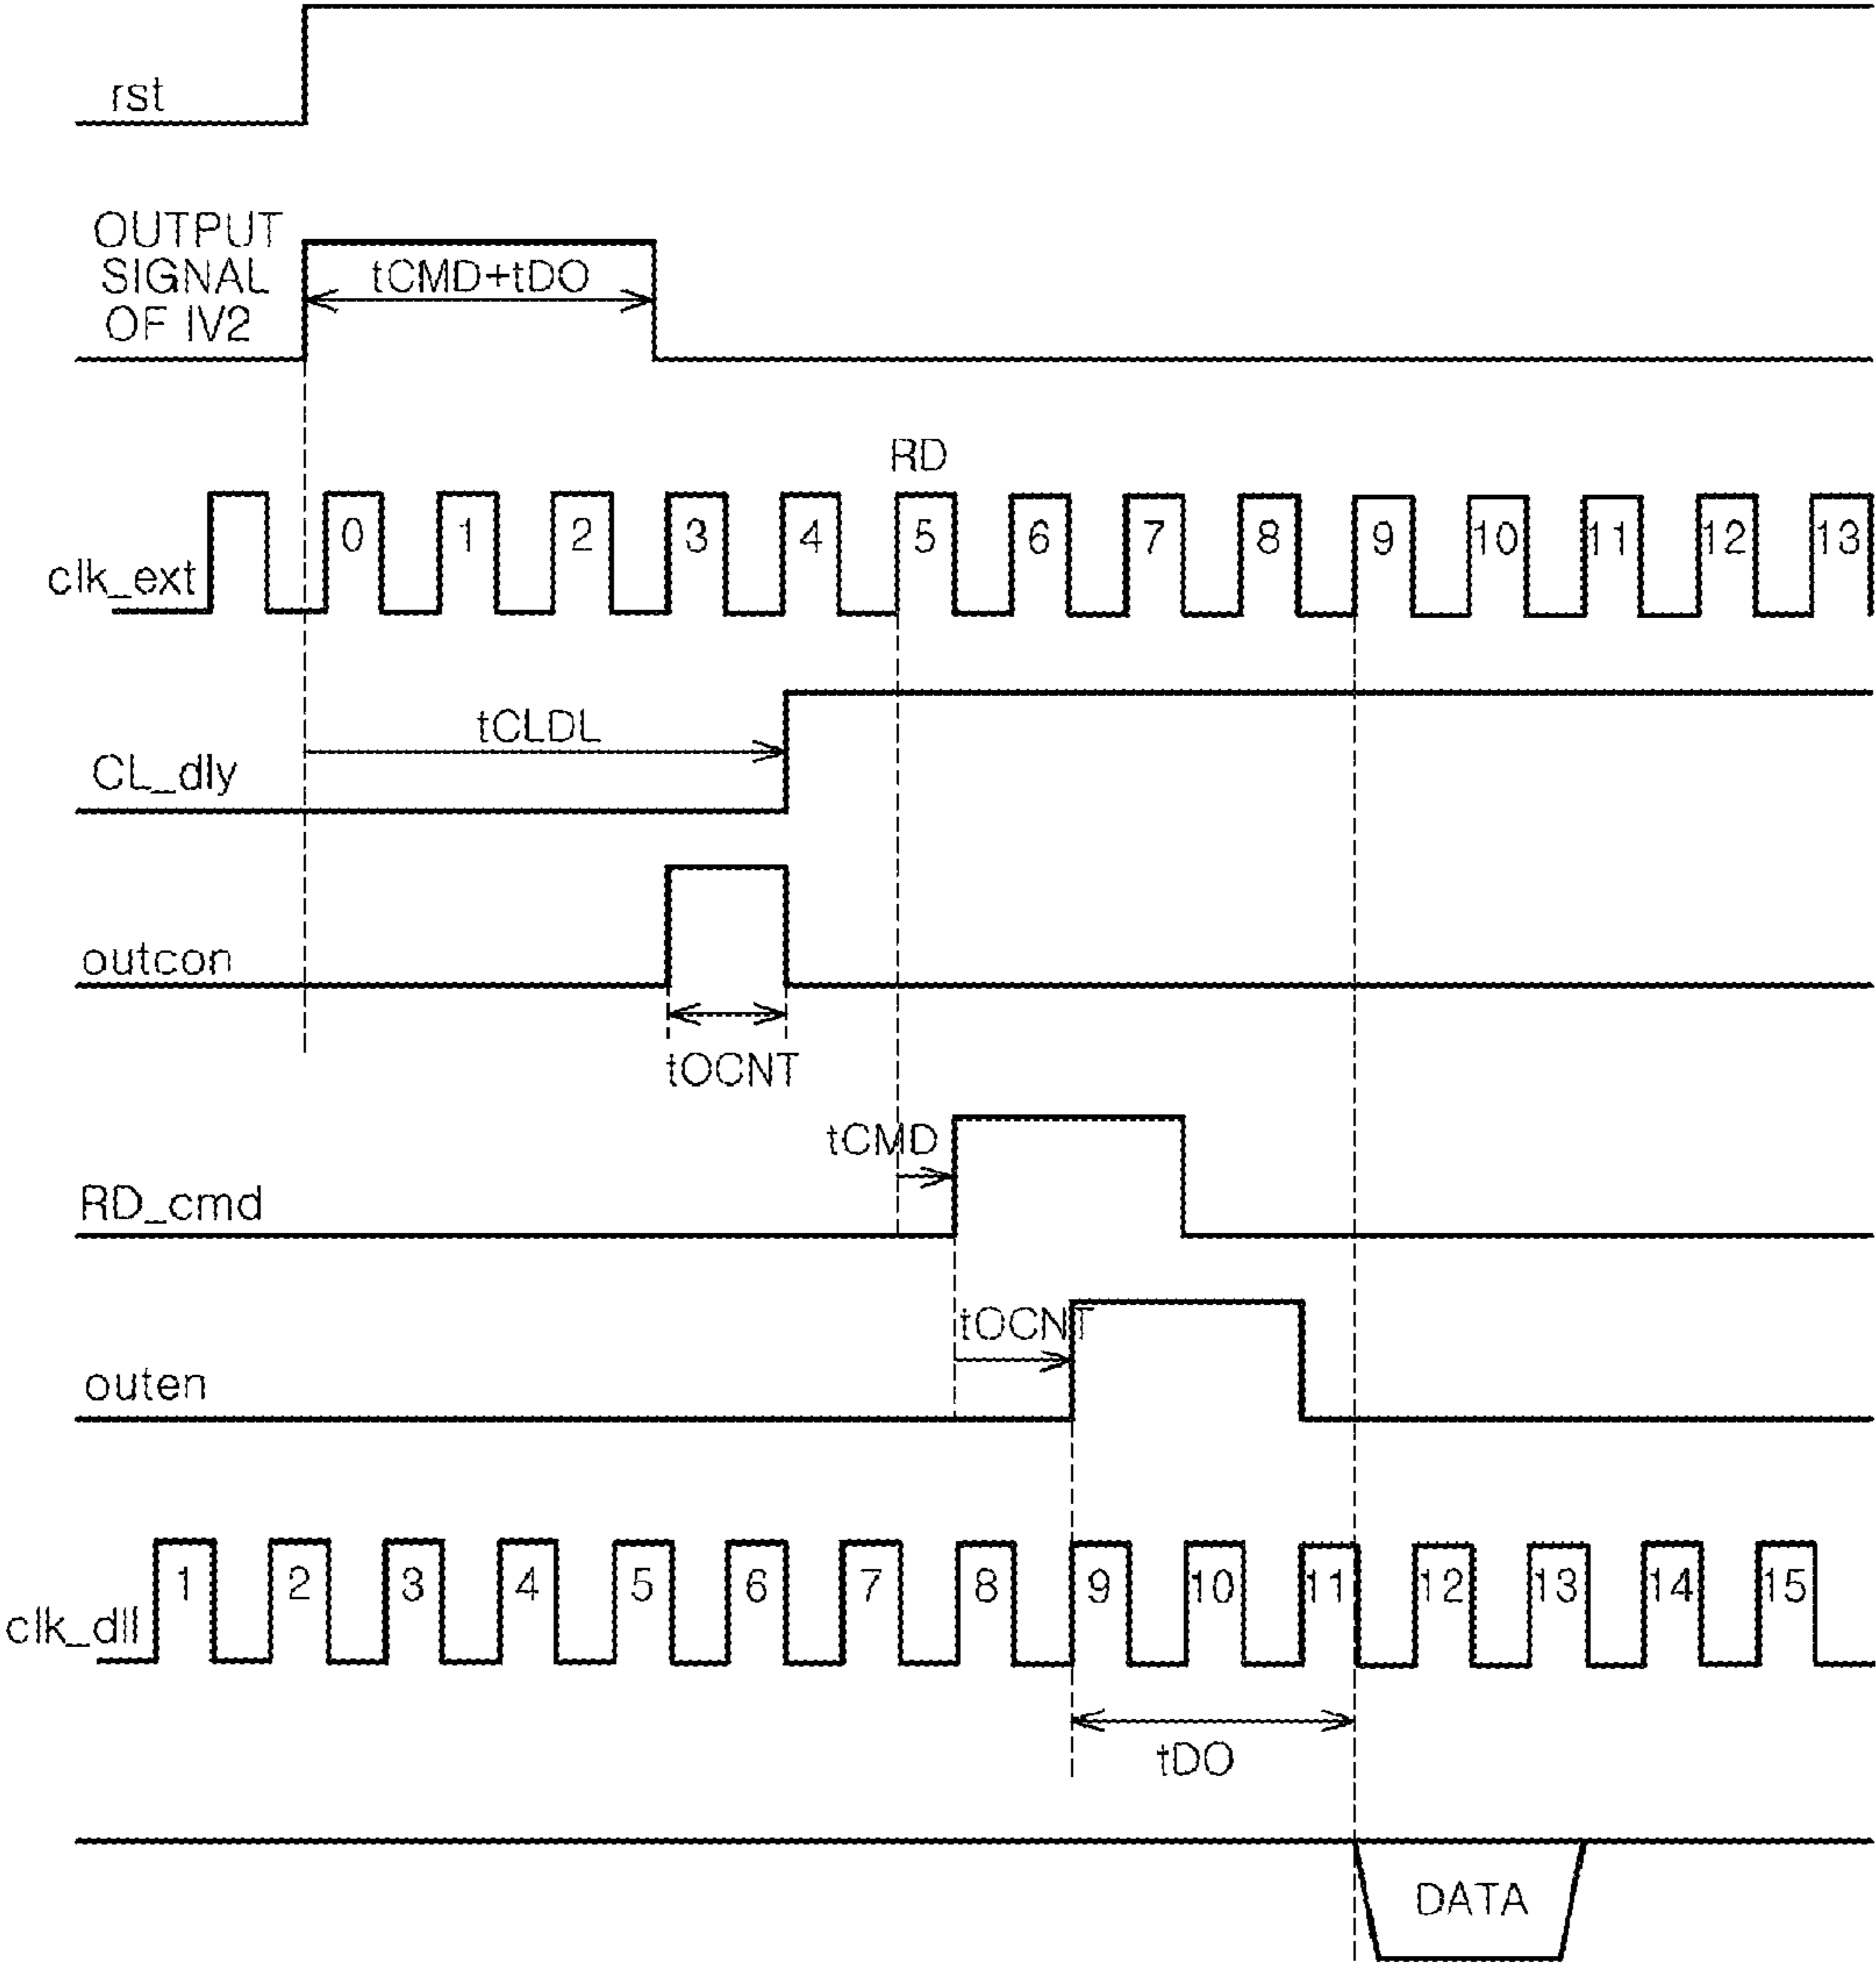 rst
OUTPUT
SIGNAL
OF IV2
tCMD+tDO
RD
clk_ext
0 1 2 3 4 5 6 7 8 9 10 11 12 13
tCLDL
CL_dly
outcon
tOCNT
tCMD
RD_cmd
tOCNT
outen
clk_dll
1 2 3 4 5 6 7 8 9 10 11 12 13 14 15
tDO
DATA